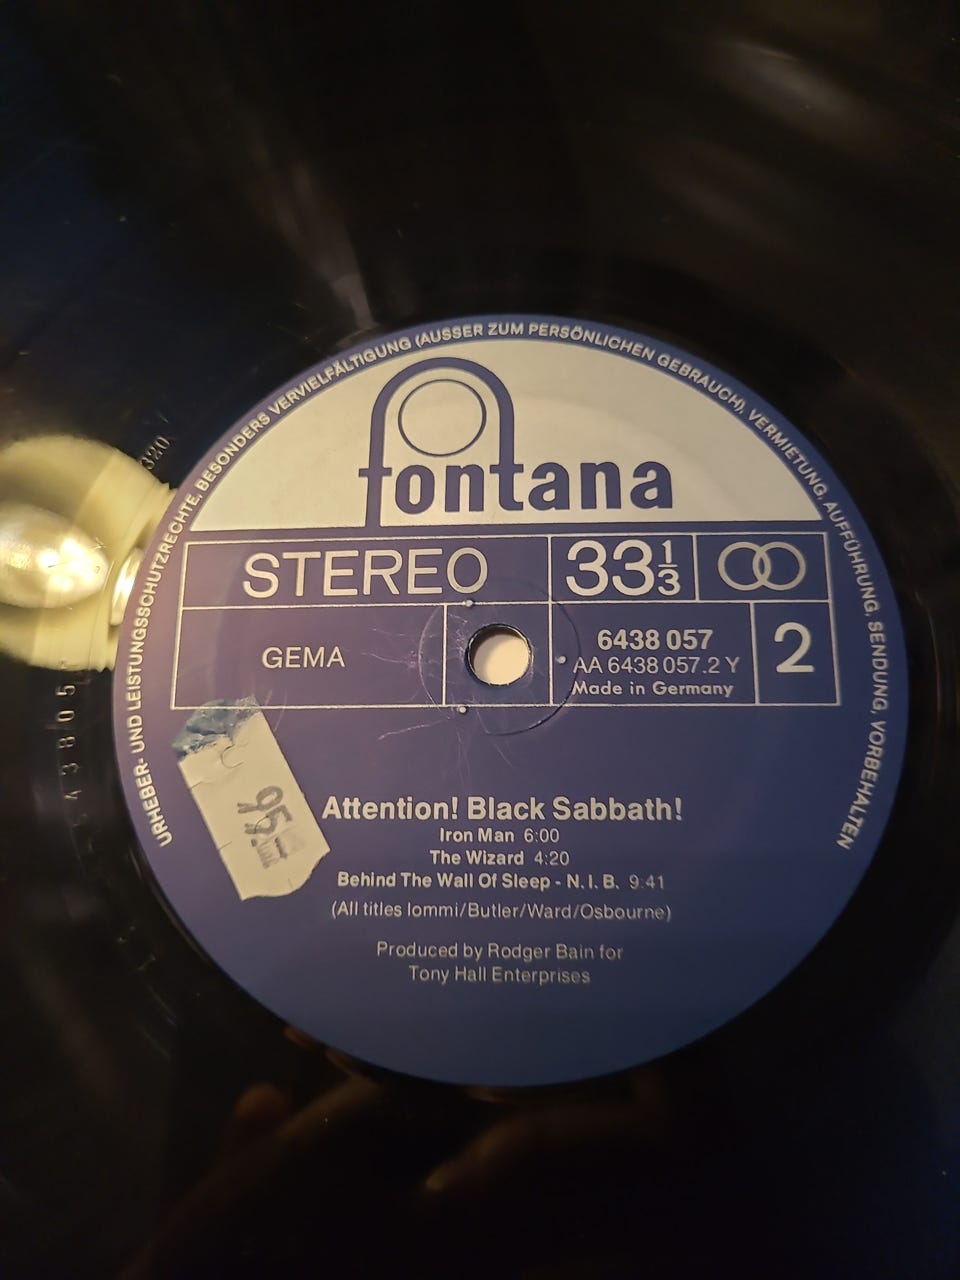 URHEBER- UND LEISTUNGSSCHUTZRECHTE, BESONDERS VERVIELFÄLTIGUNG (AUSSER ZUM PERSÖNLICHEN GEBRAUCH), VERMIETUNG, AUFFÜHRUNG, SENDUNG, VORBEHALTEN
fontana
STEREO 33⅓
GEMA
6438 057
AA 6438 057.2 Y
Made in Germany
2
95
Attention! Black Sabbath!
Iron Man 6:00
The Wizard 4:20
Behind The Wall Of Sleep - N.I.B. 9:41
(All titles Iommi/Butler/Ward/Osbourne)
Produced by Rodger Bain for
Tony Hall Enterprises
320